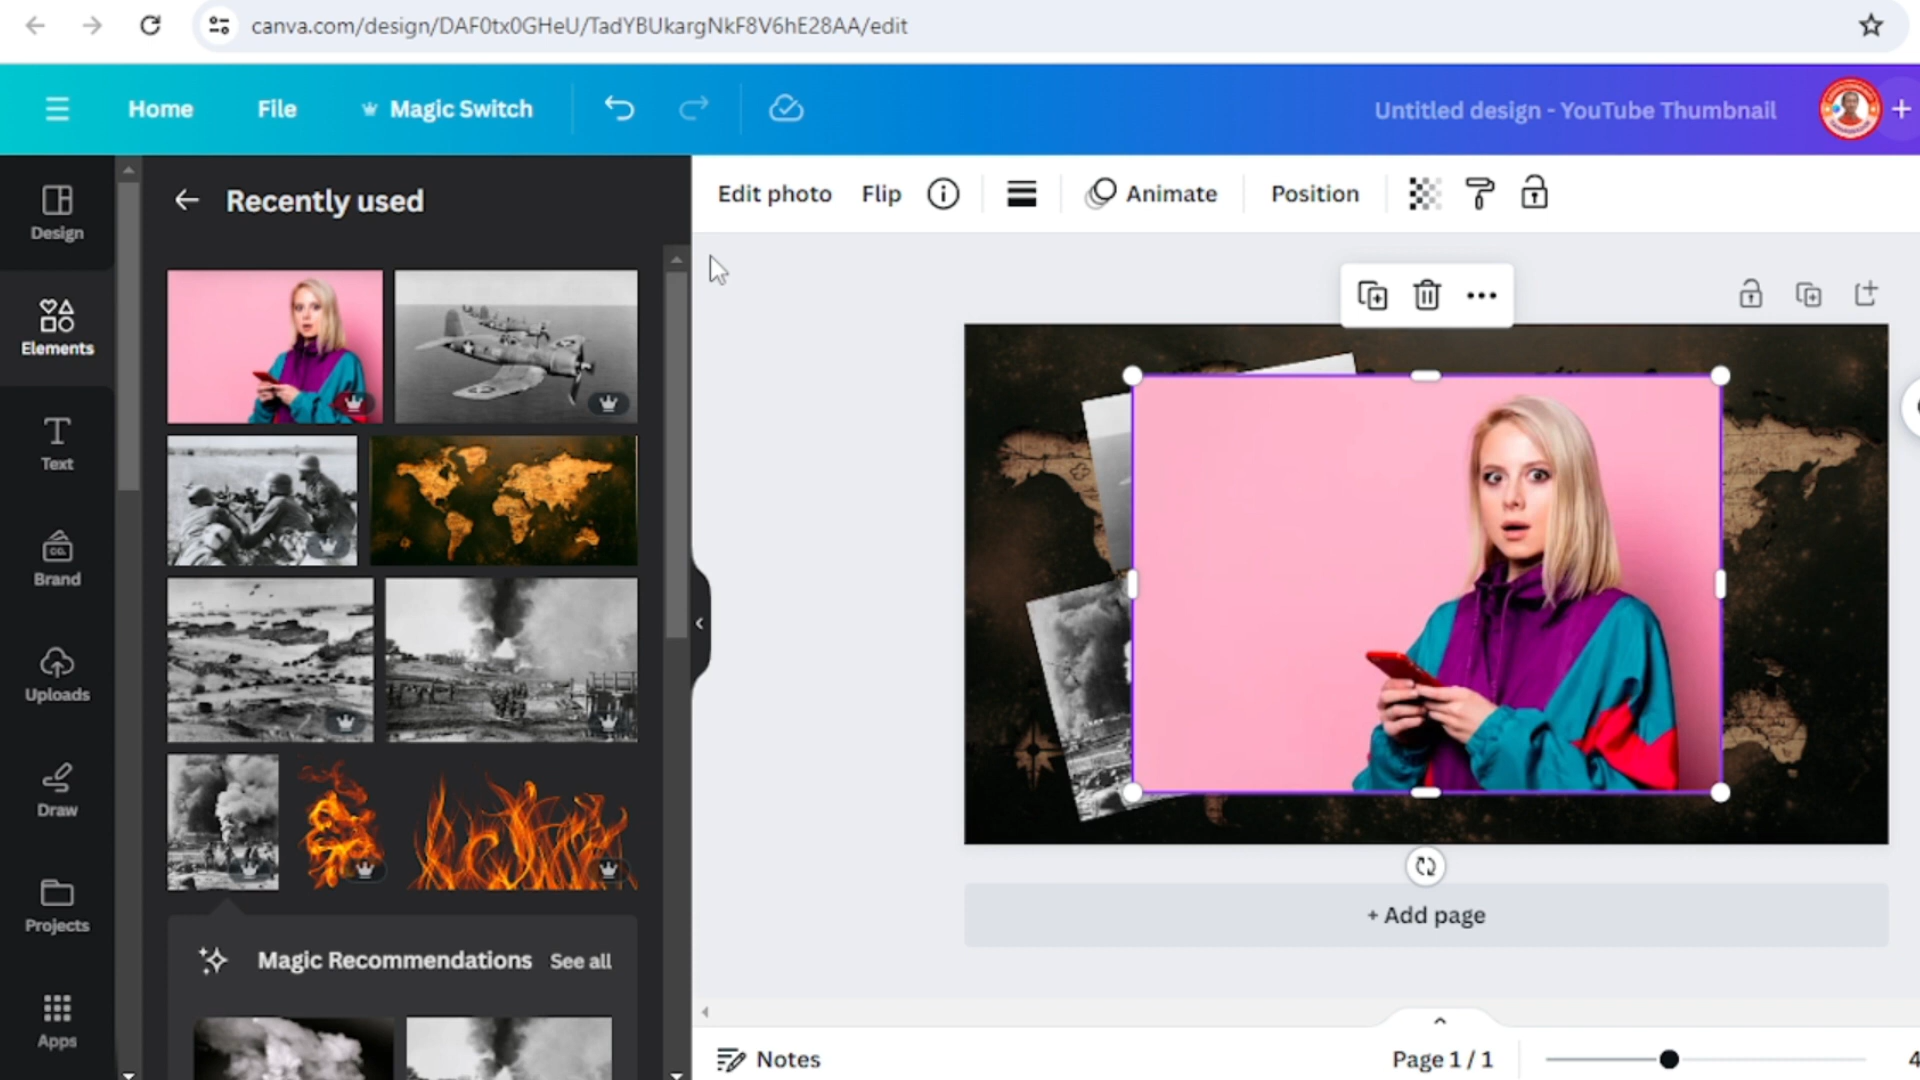 canva.com/design/DAF0tx0GHeU/TadYBUkargNkF8V6hE28AA/edit
Home
File
Magic Switch
Untitled design - YouTube Thumbnail
Design
Elements
Text
Brand
Uploads
Draw
Projects
Apps
CO.
Recently used
Magic Recommendations
See all
Edit photo
Flip
Animate
Position
+ Add page
Notes
Page 1 / 1
4